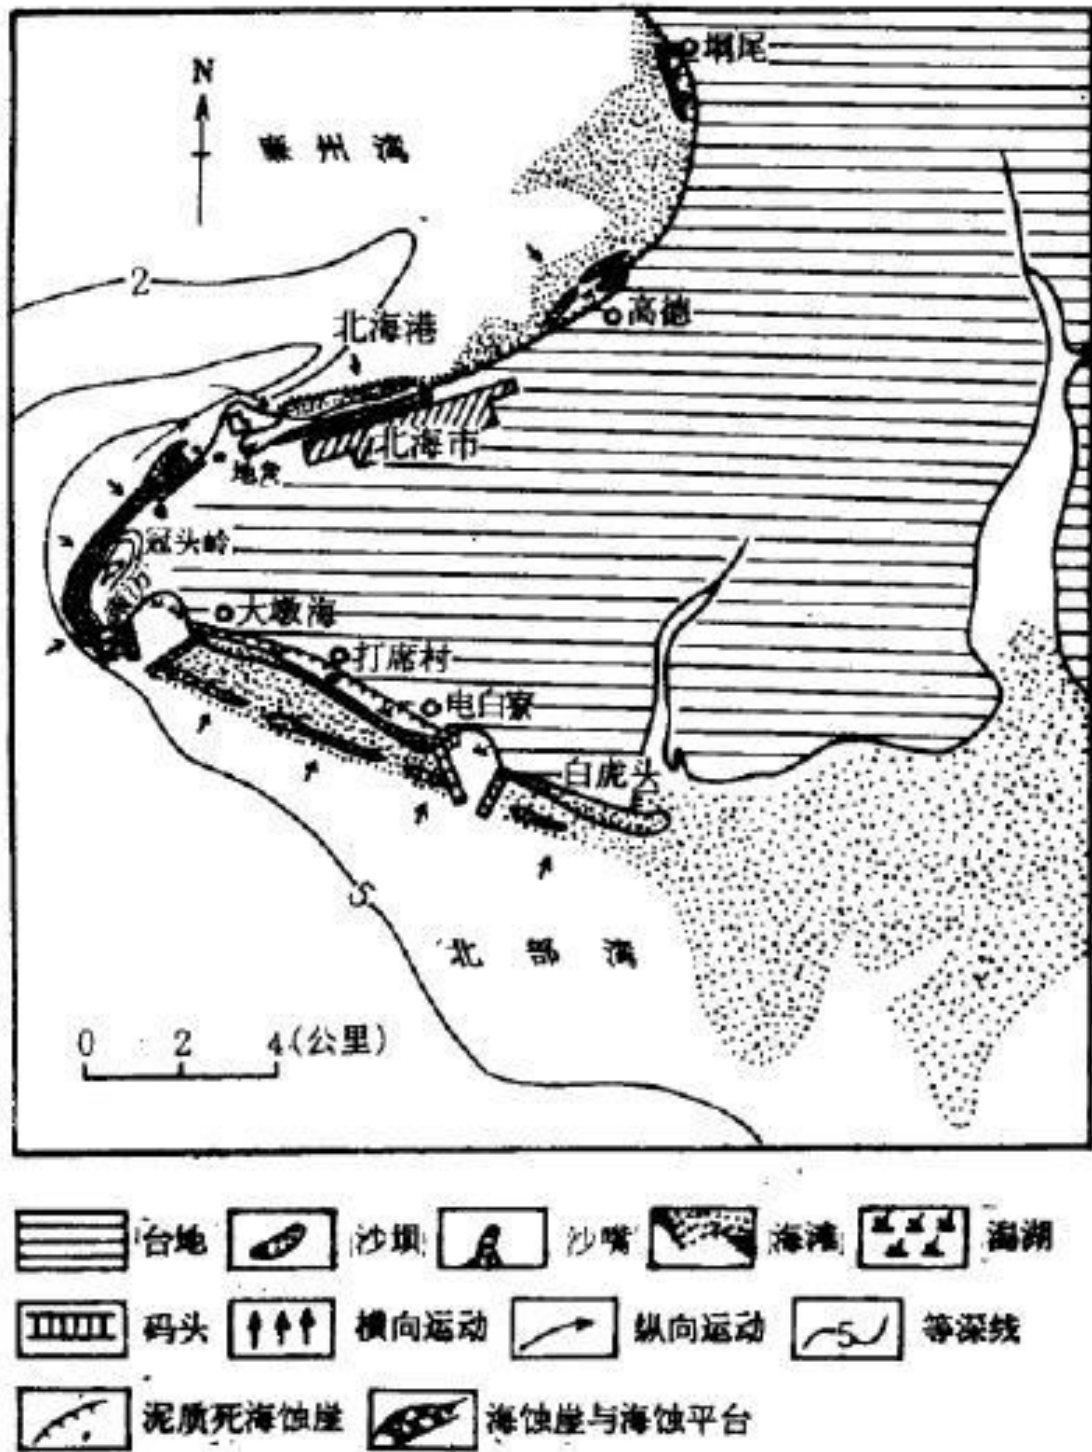 N
垌尾
廉州湾
2
北海港
高德
北海市
地角
冠头岭
大墩海
打席村
电白寮
白虎头
5
北部湾
0 2 4(公里)
台地 沙坝 沙嘴 海滩 潟湖
码头 横向运动 纵向运动 5 等深线
泥质死海蚀崖 海蚀崖与海蚀平台